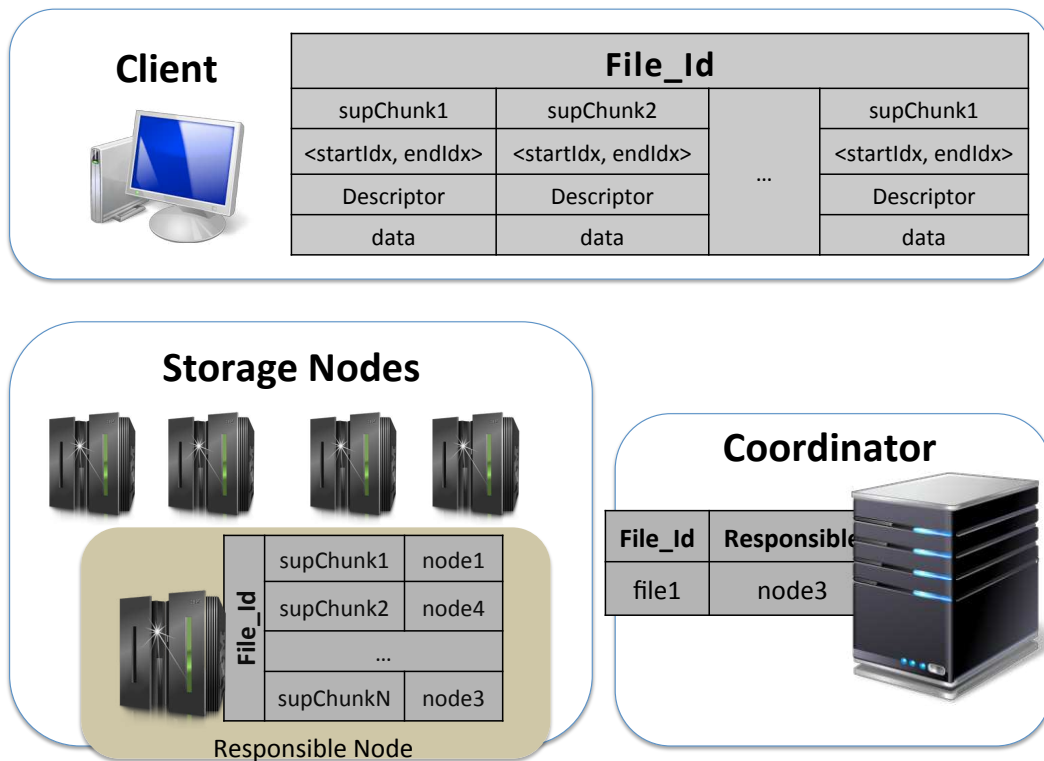 Client
File_Id
supChunk1 supChunk2 ... supChunk1
<startIdx, endIdx> <startIdx, endIdx> <startIdx, endIdx>
Descriptor Descriptor Descriptor
data data data
Storage Nodes
File_Id
supChunk1 node1
supChunk2 node4
...
supChunkN node3
Responsible Node
Coordinator
File_Id Responsible
file1 node3